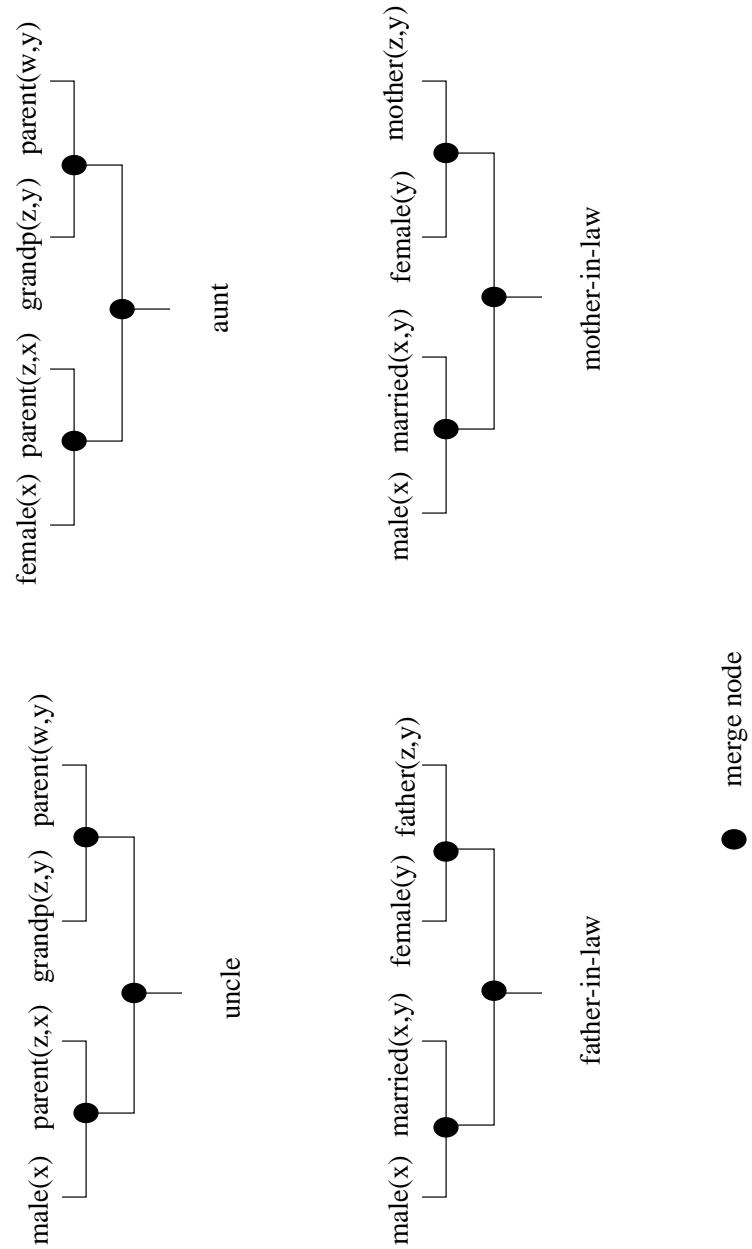 male(x) parent(z,x) grandp(z,y) parent(w,y) female(x) parent(z,x) grandp(z,y) parent(w,y)
uncle aunt
male(x) married(x,y) female(y) father(z,y) male(x) married(x,y) female(y) mother(z,y)
father-in-law mother-in-law
merge node